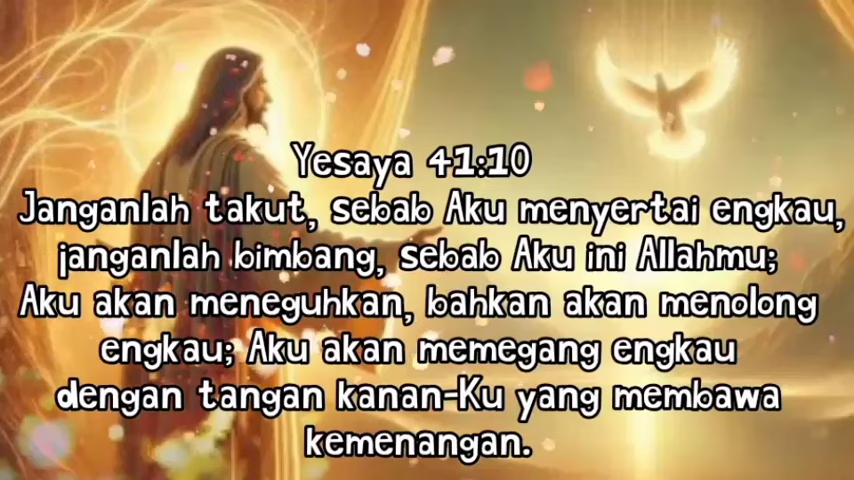 Yesaya 41:10
Janganlah takut, sebab Aku menyertai engkau,
janganlah bimbang, sebab Aku ini Allahmu;
Aku akan meneguhkan, bahkan akan menolong
engkau; Aku akan memegang engkau
dengan tangan kanan-Ku yang membawa
kemenangan.